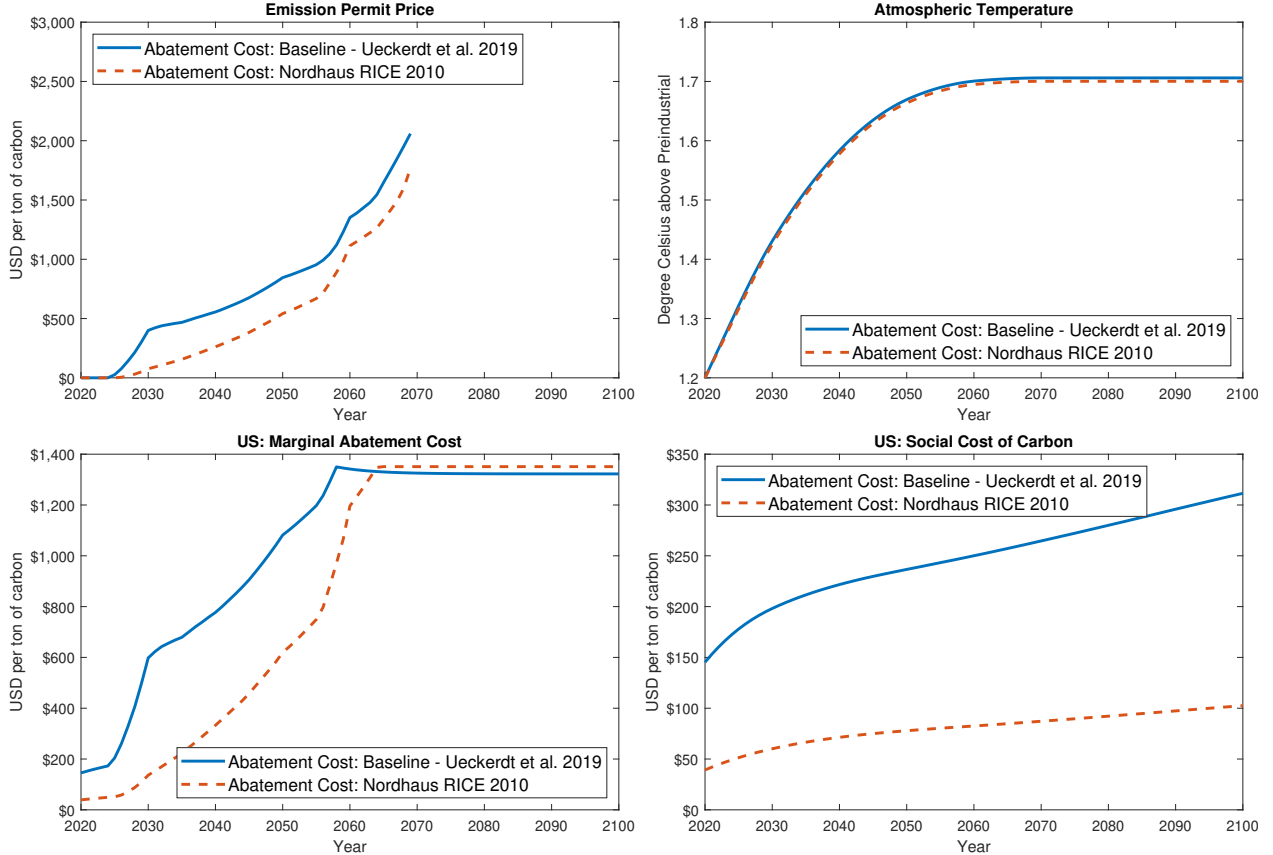 Emission Permit Price
$3,000
$2,500
$2,000
$1,500
$1,000
$500
$0
USD per ton of carbon
Abatement Cost: Baseline - Ueckerdt et al. 2019
Abatement Cost: Nordhaus RICE 2010
2020 2030 2040 2050 2060 2070 2080 2090 2100
Year
Atmospheric Temperature
1.8
1.7
1.6
1.5
1.4
1.3
1.2
Degree Celsius above Preindustrial
Abatement Cost: Baseline - Ueckerdt et al. 2019
Abatement Cost: Nordhaus RICE 2010
2020 2030 2040 2050 2060 2070 2080 2090 2100
Year
US: Marginal Abatement Cost
$1,400
$1,200
$1,000
$800
$600
$400
$200
$0
USD per ton of carbon
Abatement Cost: Baseline - Ueckerdt et al. 2019
Abatement Cost: Nordhaus RICE 2010
2020 2030 2040 2050 2060 2070 2080 2090 2100
Year
US: Social Cost of Carbon
$350
$300
$250
$200
$150
$100
$50
$0
USD per ton of carbon
Abatement Cost: Baseline - Ueckerdt et al. 2019
Abatement Cost: Nordhaus RICE 2010
2020 2030 2040 2050 2060 2070 2080 2090 2100
Year